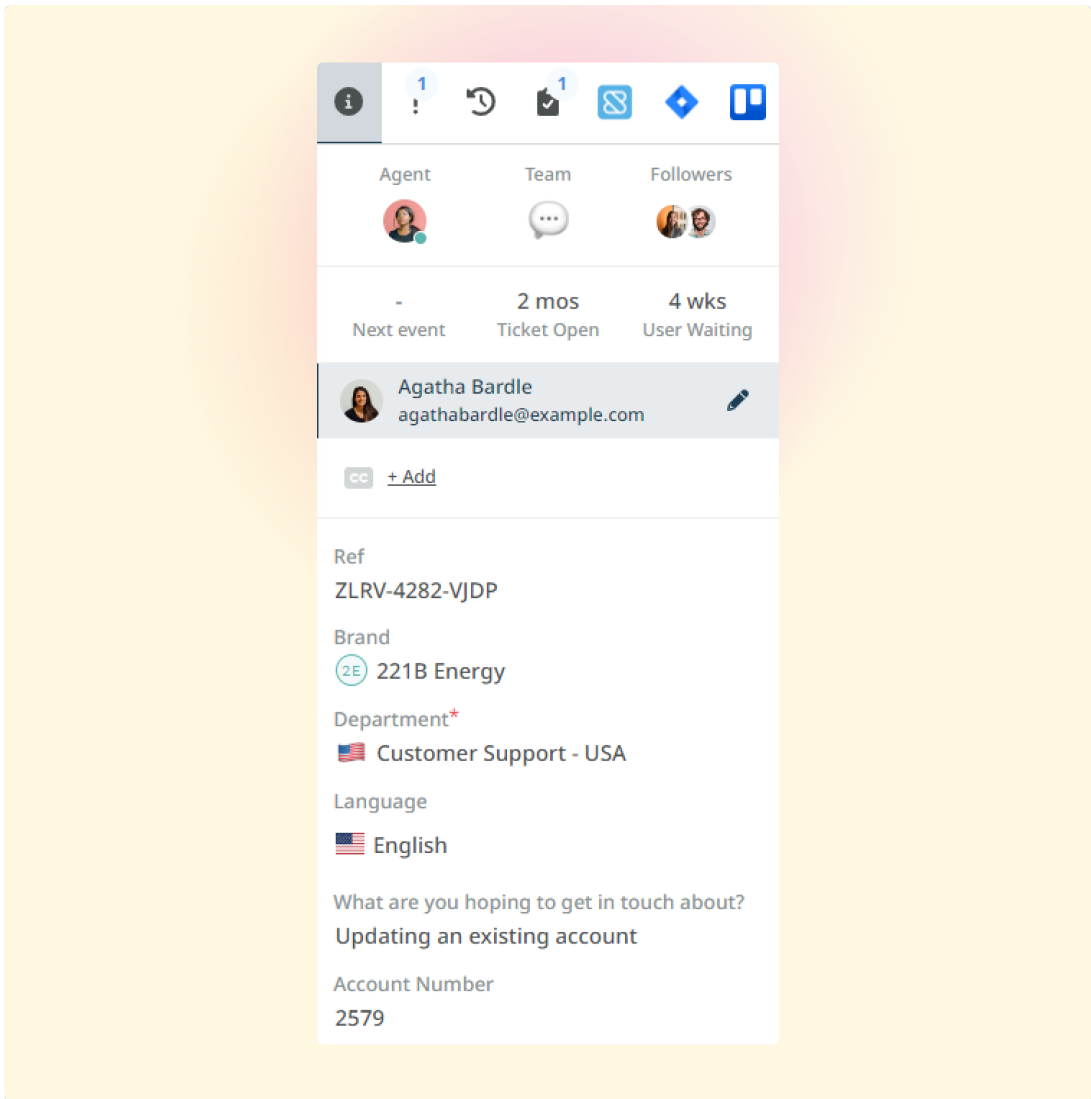 1
1
Agent
Team
Followers
-
2 mos
4 wks
Next event
Ticket Open
User Waiting
Agatha Bardle
agathabardle@example.com
CC
+ Add
Ref
ZLRV-4282-VJDP
Brand
2E
221B Energy
Department*
Customer Support - USA
Language
English
What are you hoping to get in touch about?
Updating an existing account
Account Number
2579